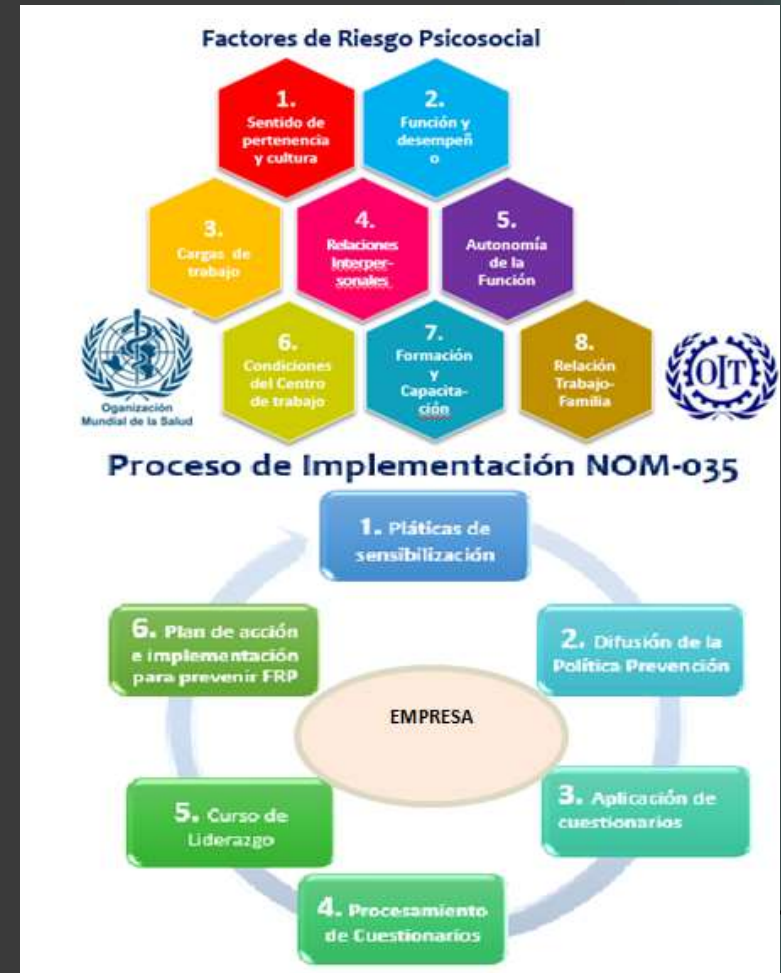 Factores de Riesgo Psicosocial
1.
Sentido de
pertenencia
y cultura
2.
Función y
desempeñ
o
3.
Cargas de
trabajo
4.
Relaciones
Interper-
sonales
5.
Autonomía
de la
Función
6.
Condiciones
del Centro
de trabajo
7.
Formación
y
Capacita-
ción
8.
Relación
Trabajo-
Familia
Oganización
Mundial de la Salud
OIT
Proceso de Implementación NOM-035
1. Pláticas de
sensibilización
2. Difusión de la
Política Prevención
3. Aplicación de
cuestionarios
4. Procesamiento
de Cuestionarios
5. Curso de
Liderazgo
6. Plan de acción
e implementación
para prevenir FRP
EMPRESA